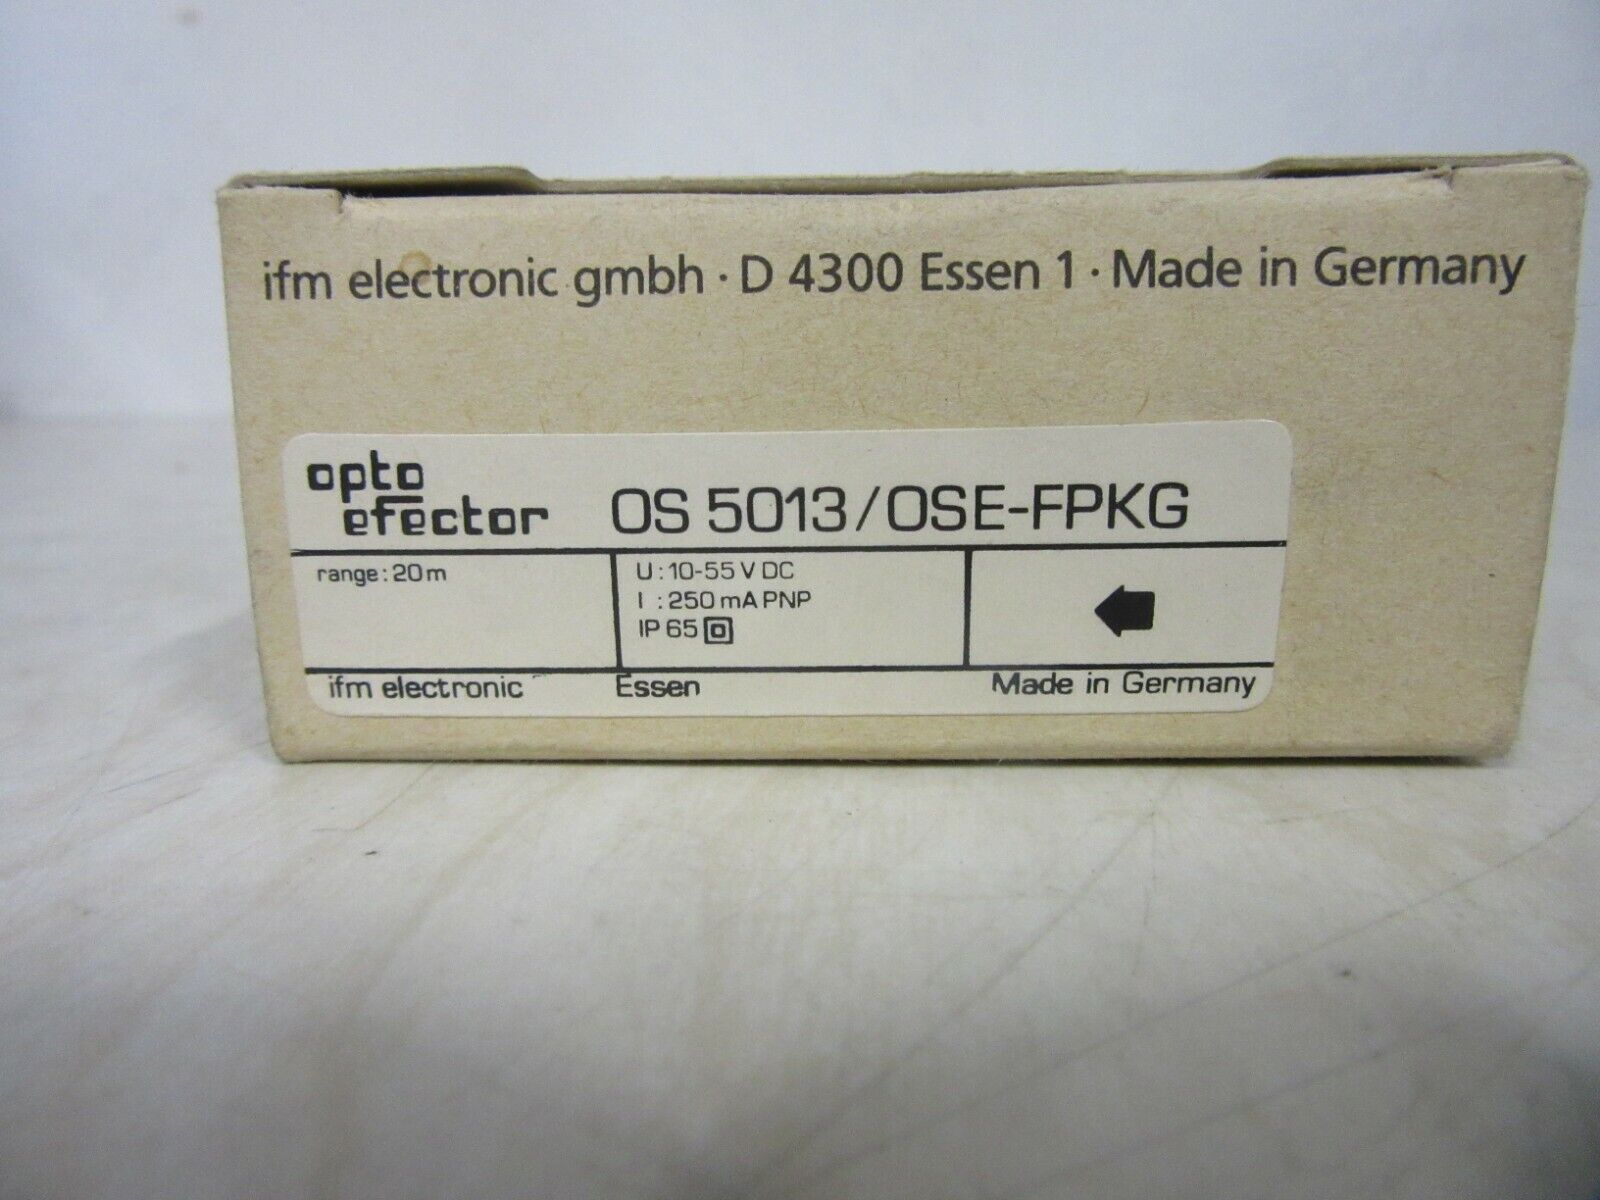 ifm electronic gmbh · D 4300 Essen 1 · Made in Germany
opto
efector
OS 5013/OSE-FPKG
range: 20 m
U: 10-55 V DC
I : 250 mA PNP
IP 65
ifm electronic Essen Made in Germany